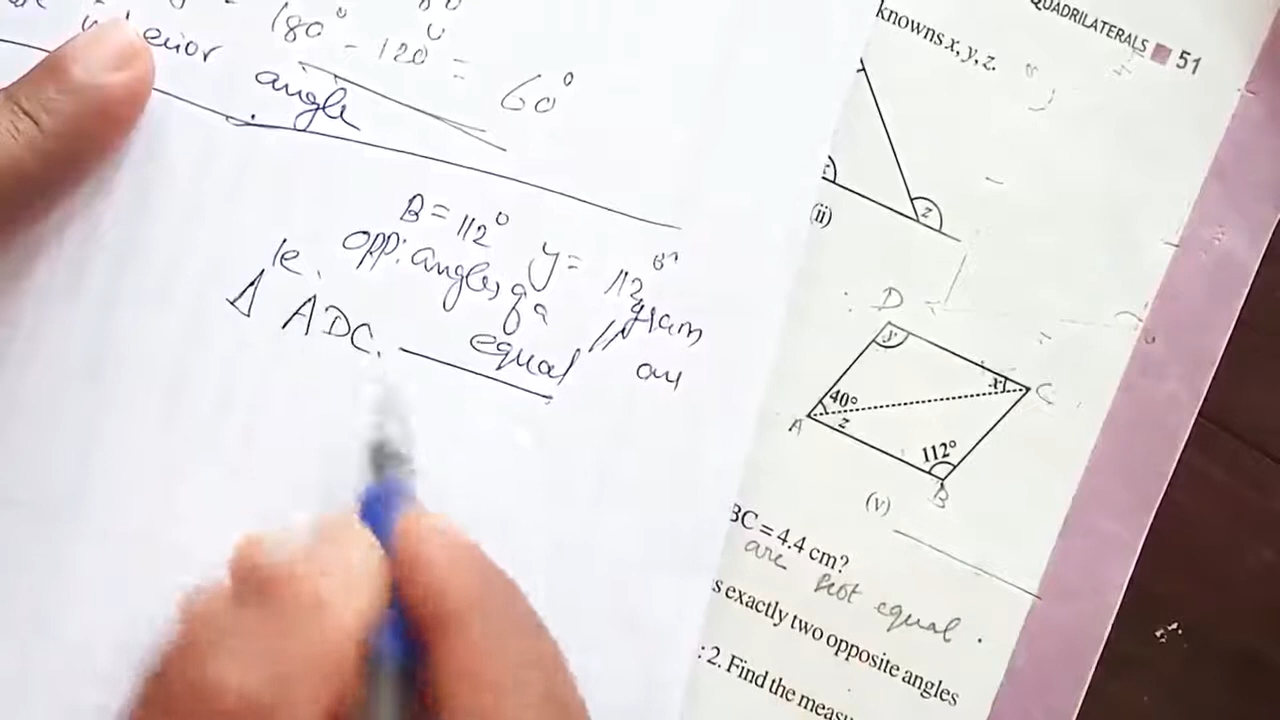 180° - 120° = 60°
angle
B = 112° y = 112°
ie. opp: angles of a //gram
equal are
Δ ADC.
QUADRILATERALS 51
knowns x, y, z.
z
(ii)
D
y
x
C
40°
A
z
112°
B
(v)
BC = 4.4 cm?
are not equal.
s exactly two opposite angles
: 2. Find the measu